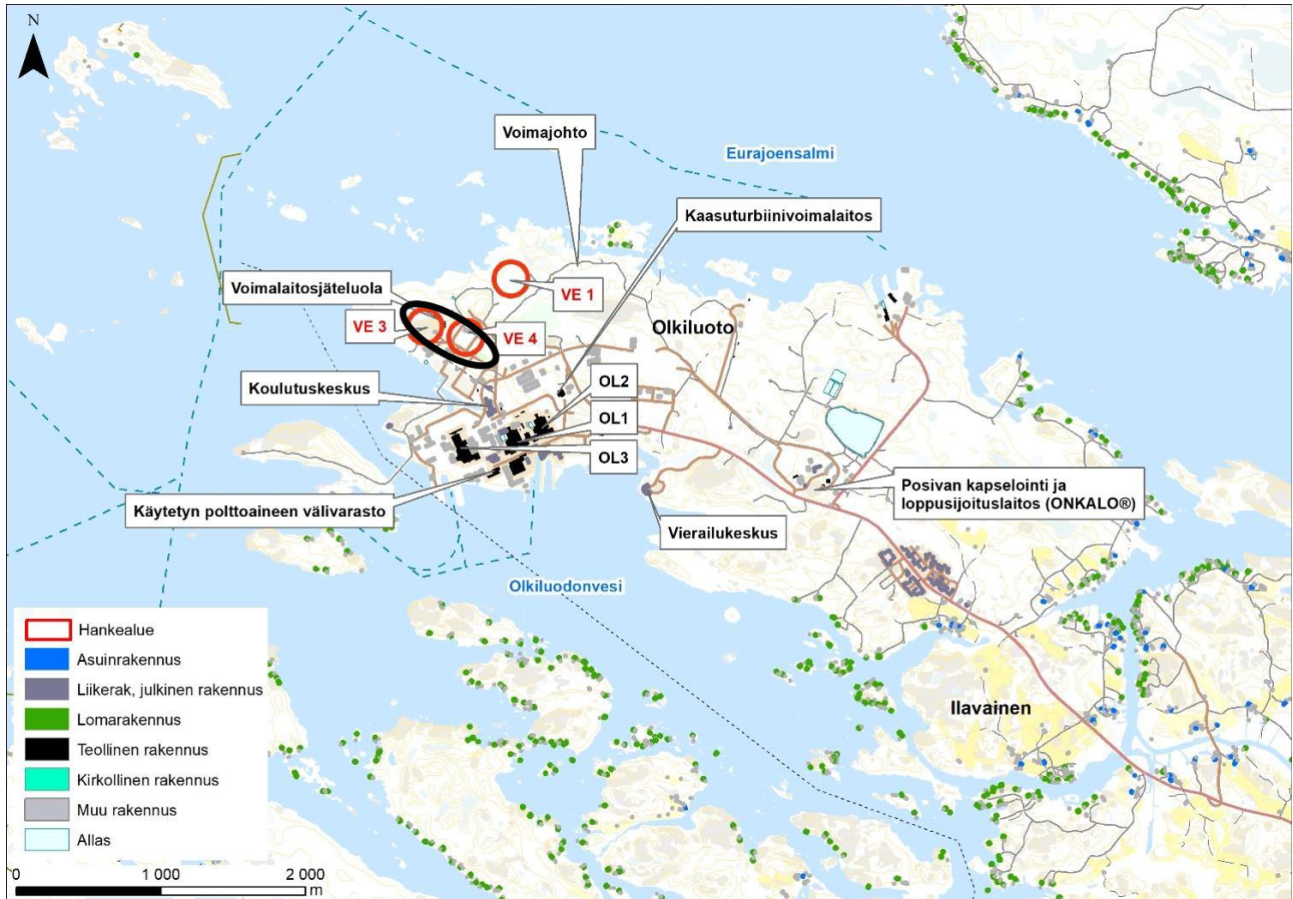 N
Voimajohto
Eurajoensalmi
Kaasuturbiinivoimalaitos
Voimalaitosjäteluola
VE 1
VE 3
VE 4
Olkiluoto
Koulutuskeskus
OL2
OL1
OL3
Posivan kapselointi ja
loppusijoituslaitos (ONKALO®)
Käytetyn polttoaineen välivarasto
Vierailukeskus
Olkiluodonvesi
Ilavainen
Hankealue
Asuinrakennus
Liikerak, julkinen rakennus
Lomarakennus
Teollinen rakennus
Kirkollinen rakennus
Muu rakennus
Allas
0 1 000 2 000
m